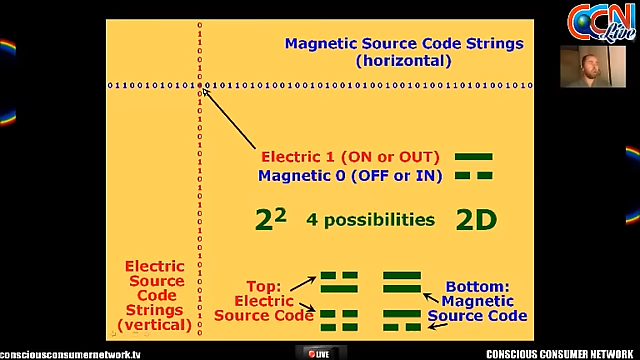 CCN
Live
Magnetic Source Code Strings
(horizontal)
Electric 1 (ON or OUT)
Magnetic 0 (OFF or IN)
2² 4 possibilities 2D
Electric
Source
Code
Strings
(vertical)
Top:
Electric
Source Code
Bottom:
Magnetic
Source Code
consciousconsumernetwork.tv
LIVE
CONSCIOUS CONSUMER NETWORK